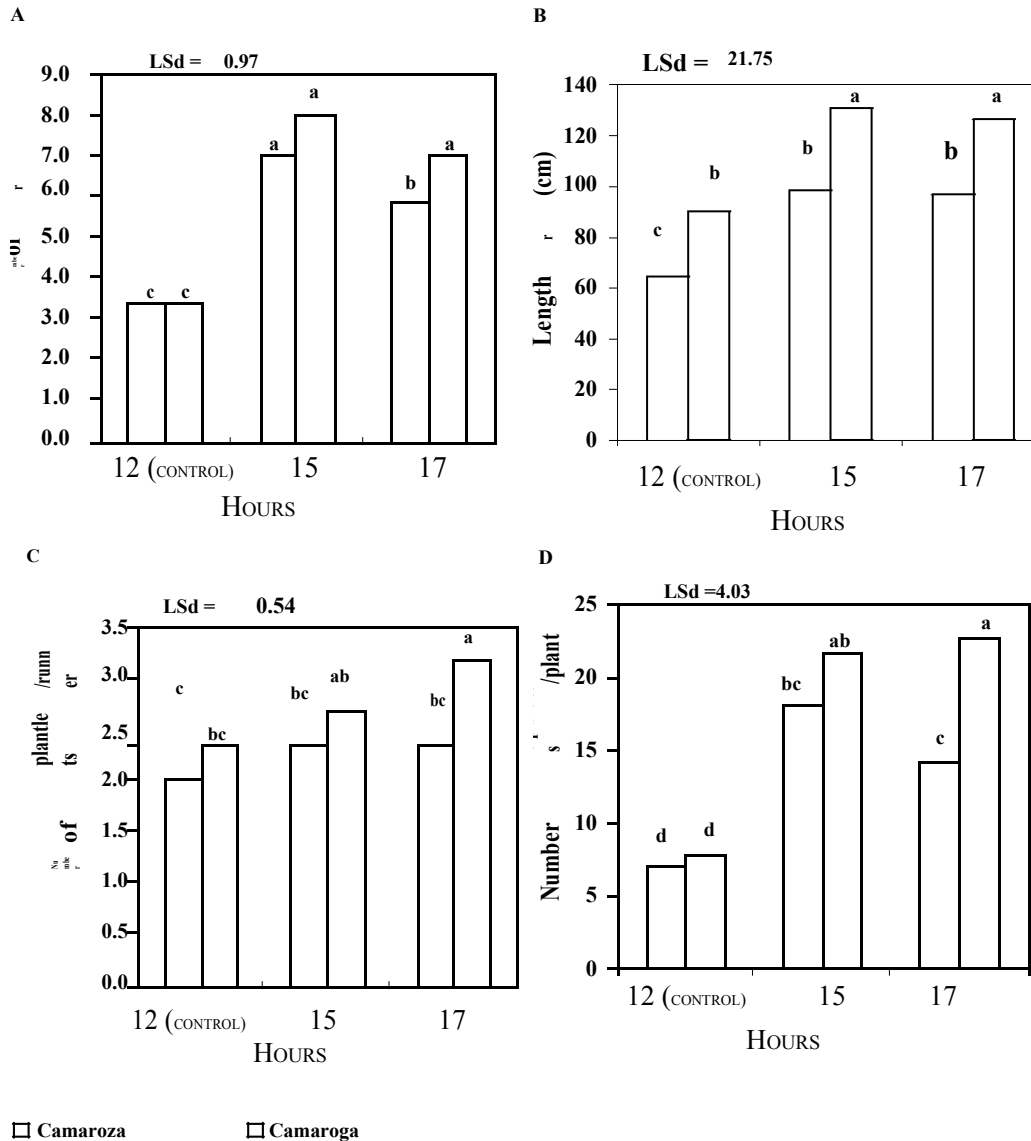 A
LSd = 0.97
9.0
8.0
7.0
6.0
5.0
4.0
3.0
2.0
1.0
0.0
r
a
a
b
a
c
c
12 (CONTROL)
15
17
HOURS
B
LSd = 21.75
140
120
100
80
60
40
20
0
Length r (cm)
c
b
b
a
b
a
12 (CONTROL)
15
17
HOURS
C
LSd = 0.54
3.5
3.0
2.5
2.0
1.5
1.0
0.5
0.0
Nu
mbe
r
of
plantle
ts
/runn
er
c
bc
bc
ab
bc
a
12 (CONTROL)
15
17
HOURS
D
LSd =4.03
25
20
15
10
5
0
Number
s
/plant
d
d
bc
ab
c
a
12 (CONTROL)
15
17
HOURS
Camaroza
Camaroga